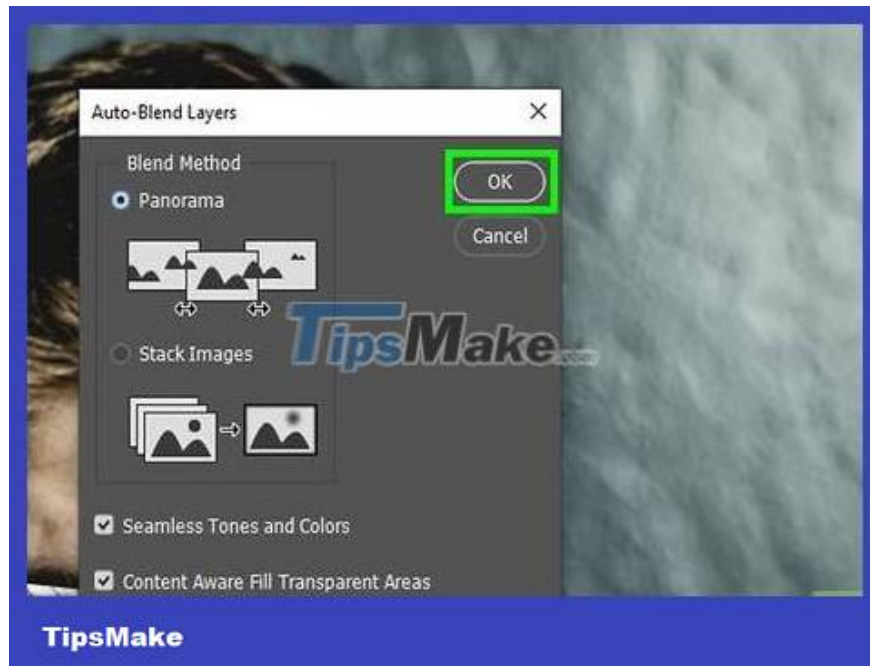 Auto-Blend Layers
Blend Method
Panorama
OK
Cancel
TipsMake
Stack Images
Seamless Tones and Colors
Content Aware Fill Transparent Areas
TipsMake